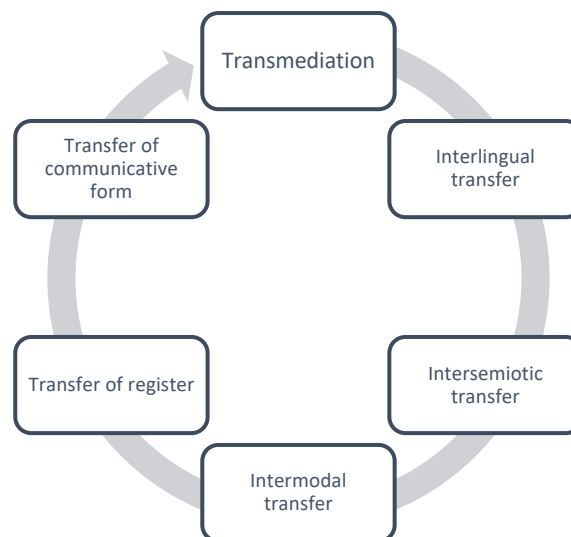 Transmediation
Interlingual
transfer
Intersemiotic
transfer
Intermodal
transfer
Transfer of register
Transfer of
communicative
form